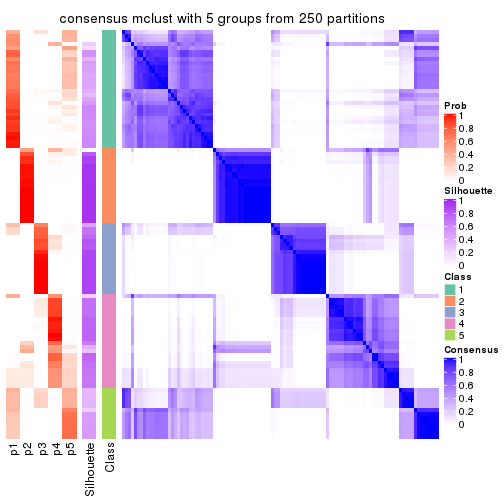 consensus mclust with 5 groups from 250 partitions
Prob
1
0.8
0.6
0.4
0.2
0
Silhouette
1
0.8
0.6
0.4
0.2
0
Class
1
2
3
4
5
Consensus
1
0.8
0.6
0.4
0.2
0
p1
p2
p3
p4
p5
Silhouette
Class